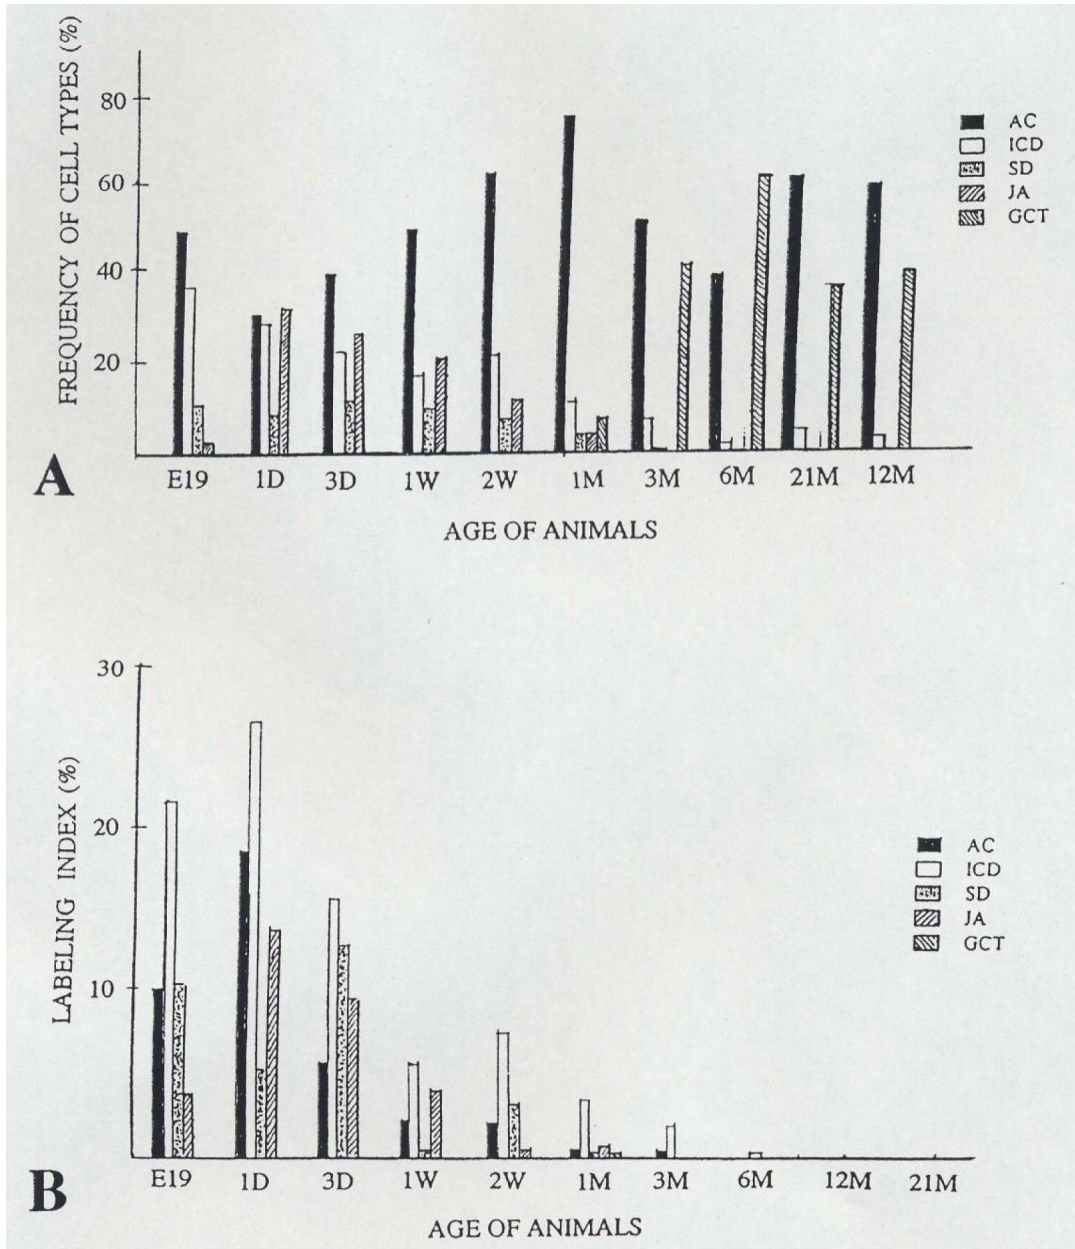 FREQUENCY OF CELL TYPES (%)
80
60
40
20
AC
ICD
SD
JA
GCT
A
E19 1D 3D 1W 2W 1M 3M 6M 21M 12M
AGE OF ANIMALS
LABELING INDEX (%)
30
20
10
AC
ICD
SD
JA
GCT
B
E19 1D 3D 1W 2W 1M 3M 6M 12M 21M
AGE OF ANIMALS